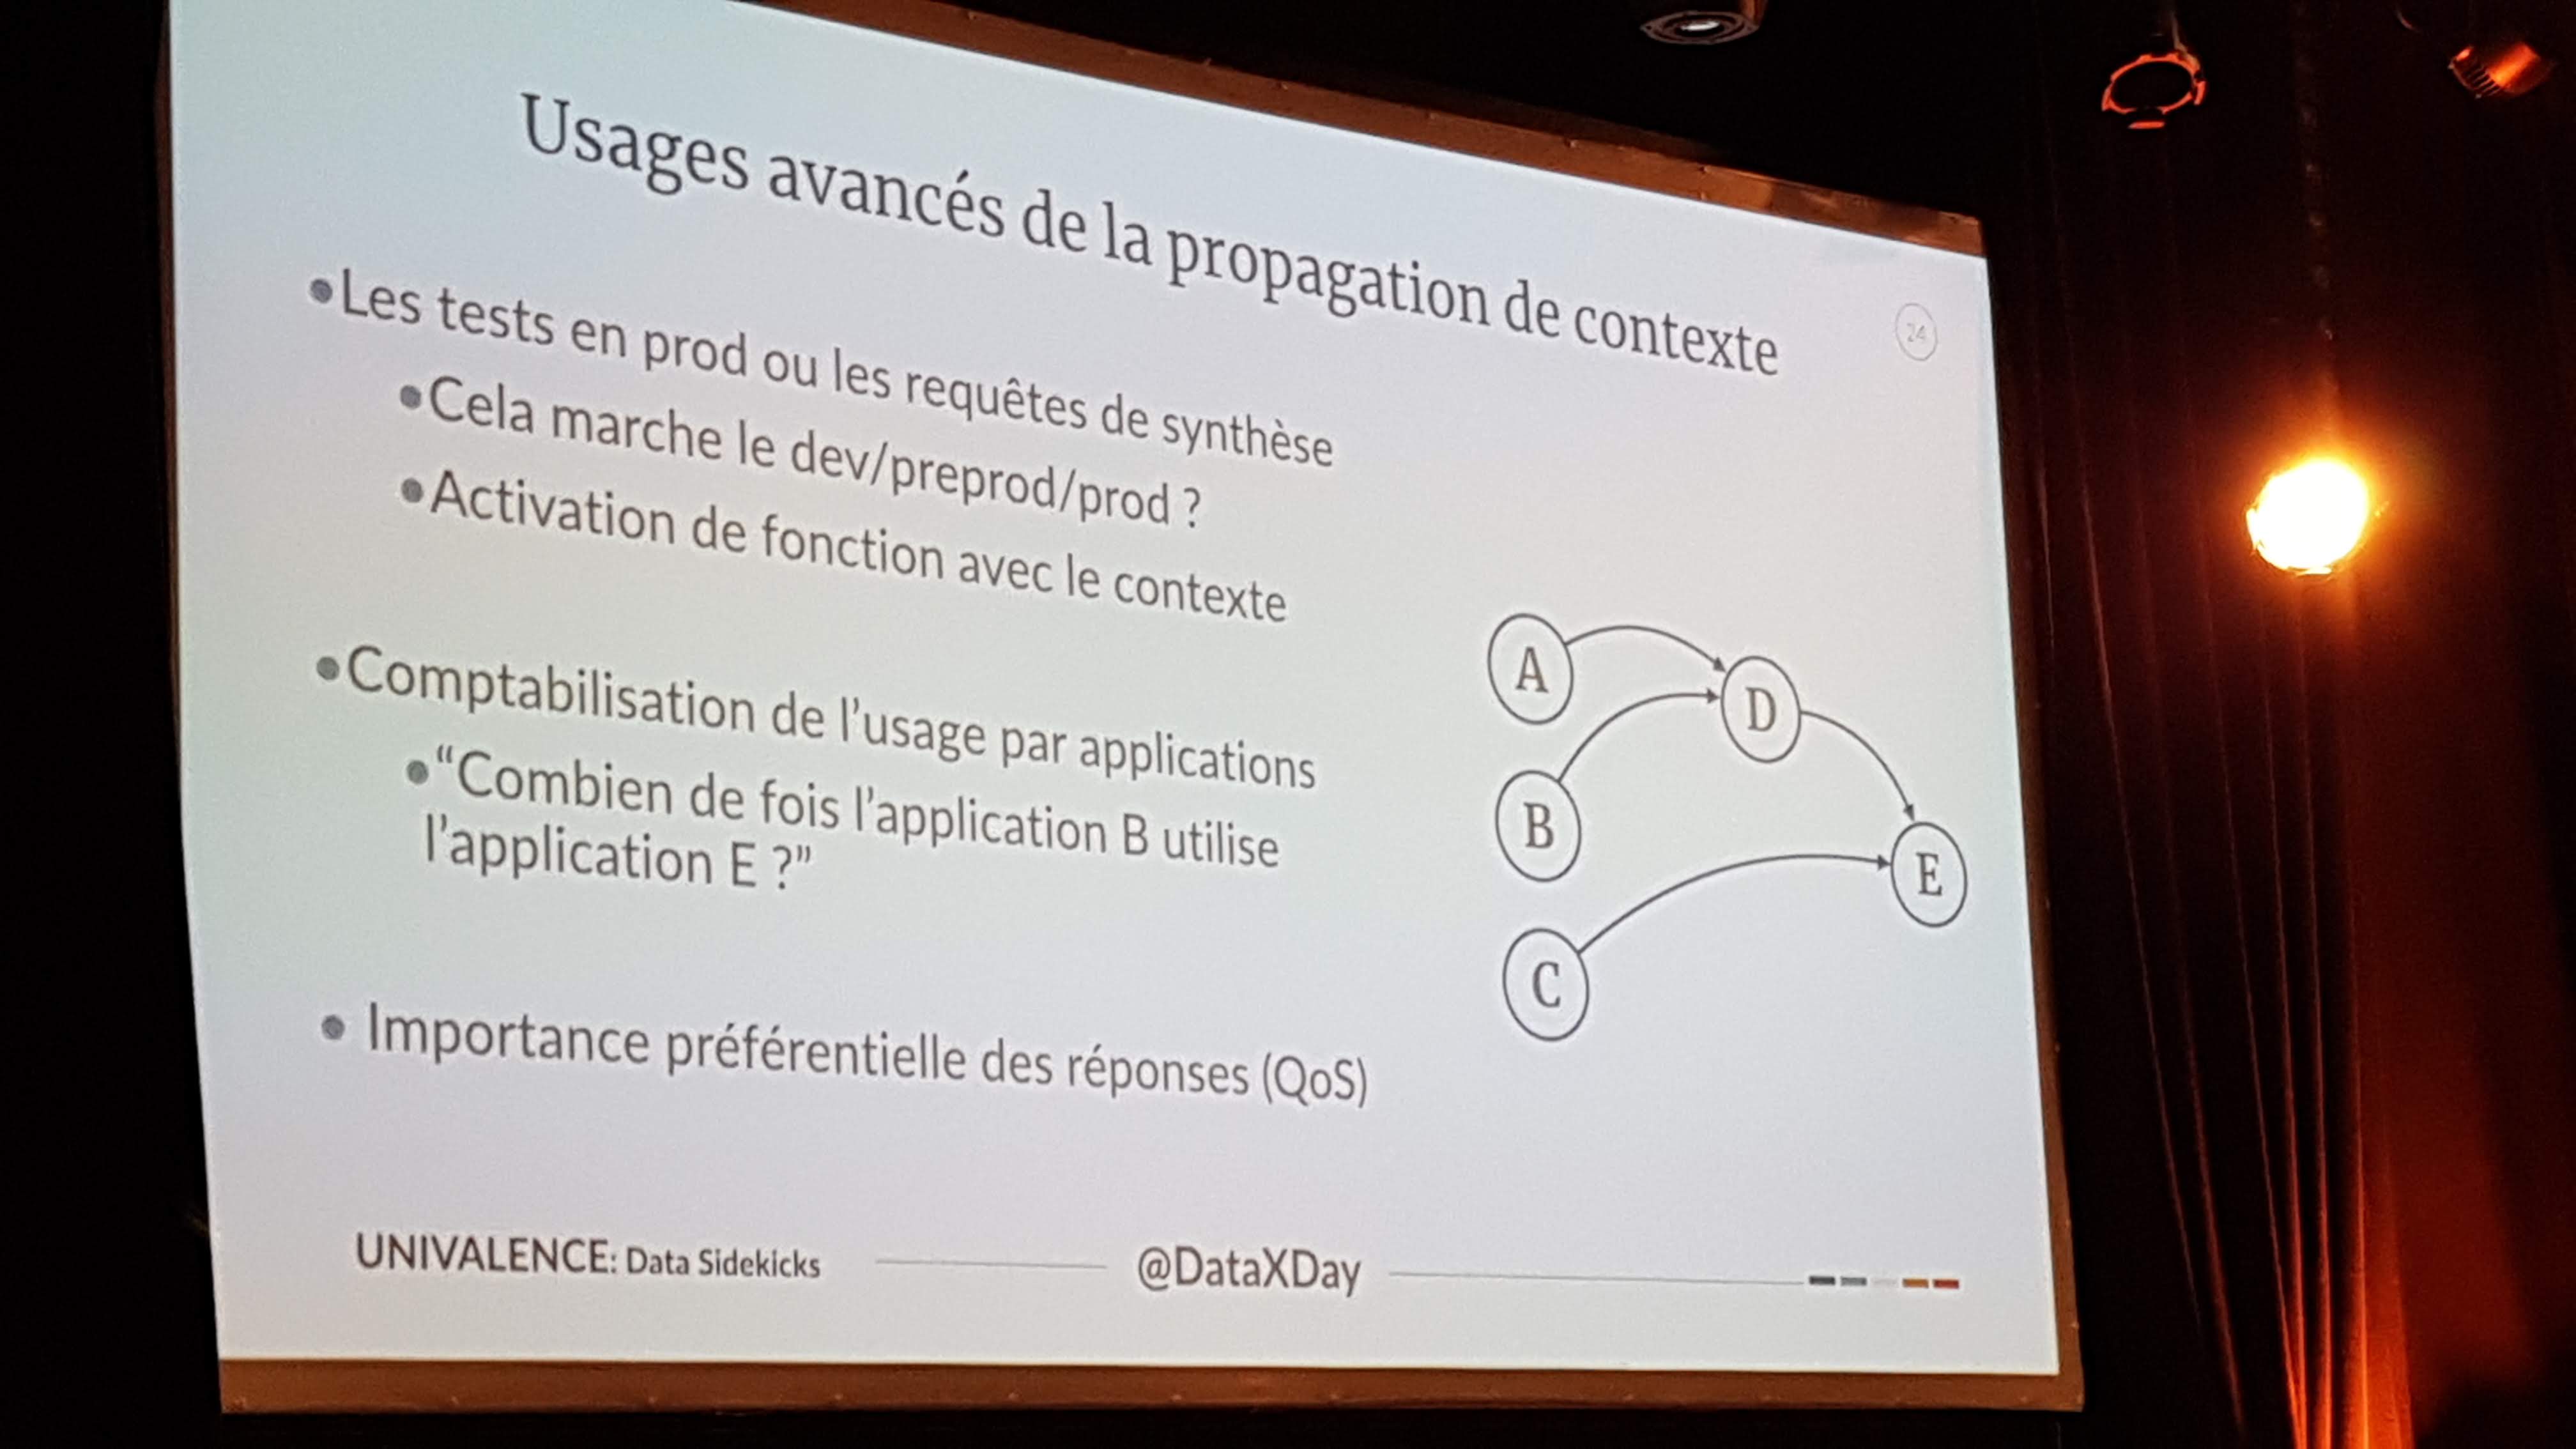 Usages avancés de la propagation de contexte
24
•Les tests en prod ou les requêtes de synthèse
•Cela marche le dev/preprod/prod ?
•Activation de fonction avec le contexte
•Comptabilisation de l'usage par applications
•“Combien de fois l'application B utilise
l'application E ?”
• Importance préférentielle des réponses (QoS)
A
D
B
E
C
UNIVALENCE: Data Sidekicks
@DataXDay